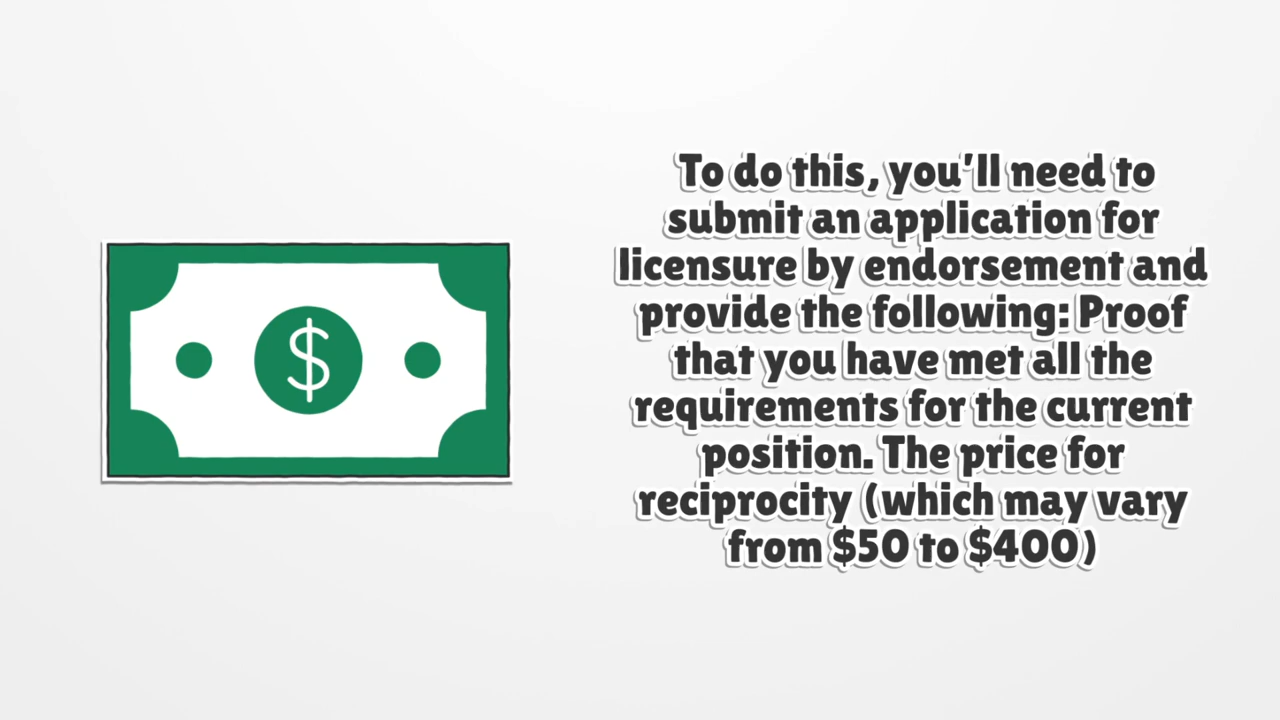 $
To do this, you'll need to
submit an application for
licensure by endorsement and
provide the following: Proof
that you have met all the
requirements for the current
position. The price for
reciprocity (which may vary
from $50 to $400)